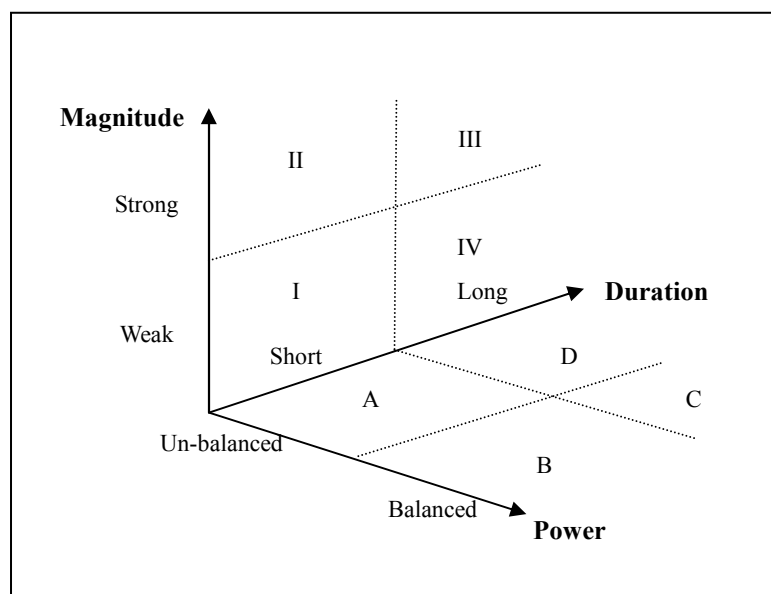 Magnitude
III
II
Strong
IV
I
Long
Duration
Weak
Short
D
A
C
Un-balanced
B
Balanced
Power